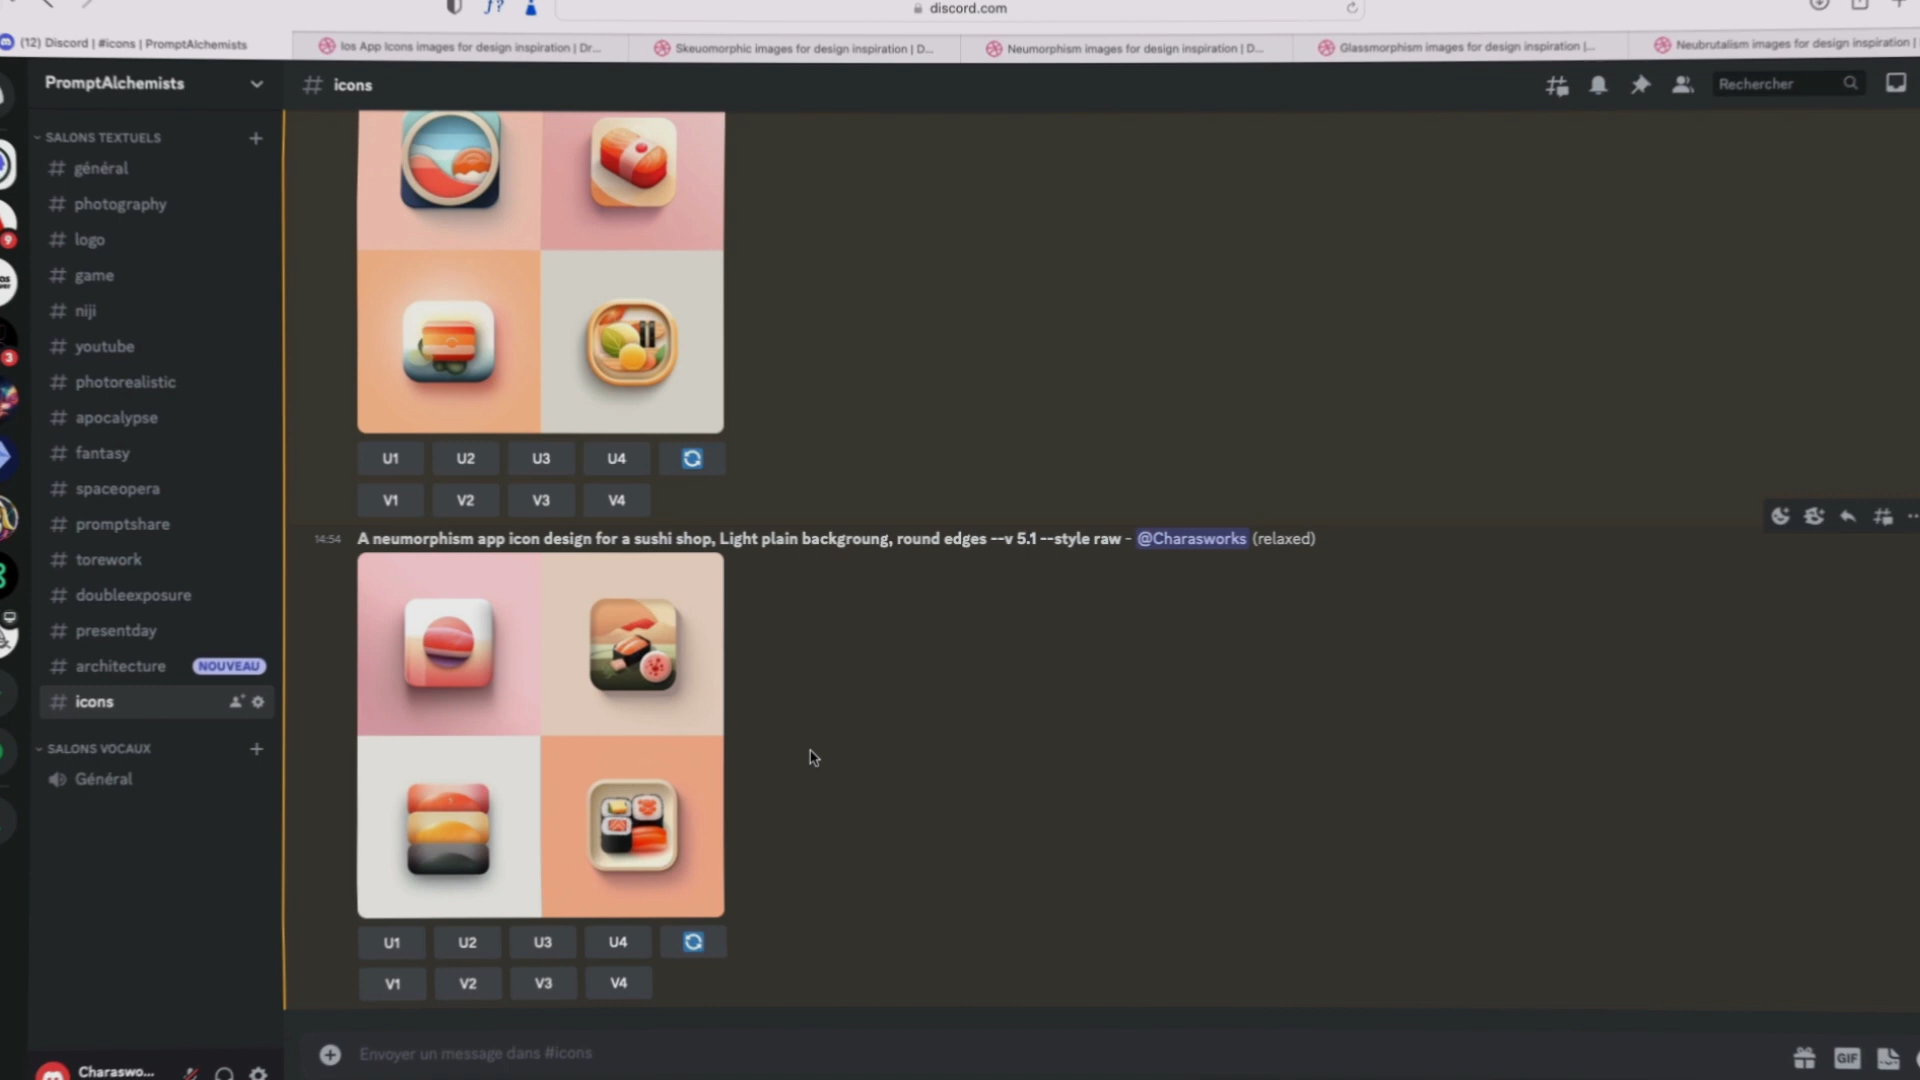 discord.com
(12) Discord | #icons | PromptAlchemists
Ios App Icons images for design inspiration | Dr...
Skeuomorphic images for design inspiration | D...
Neumorphism images for design inspiration | D...
Glassmorphism images for design inspiration |...
Neubrutalism images for design inspiration |
PromptAlchemists
icons
Rechercher
SALONS TEXTUELS
général
photography
logo
9
game
niji
youtube
3
photorealistic
apocalypse
fantasy
spaceopera
promptshare
torework
doubleexposure
presentday
architecture NOUVEAU
icons
SALONS VOCAUX
Général
U1 U2 U3 U4
V1 V2 V3 V4
14:54 A neumorphism app icon design for a sushi shop, Light plain backgroung, round edges --v 5.1 --style raw - @Charasworks (relaxed)
U1 U2 U3 U4
V1 V2 V3 V4
Envoyer un message dans #icons
GIF
Charaswo...